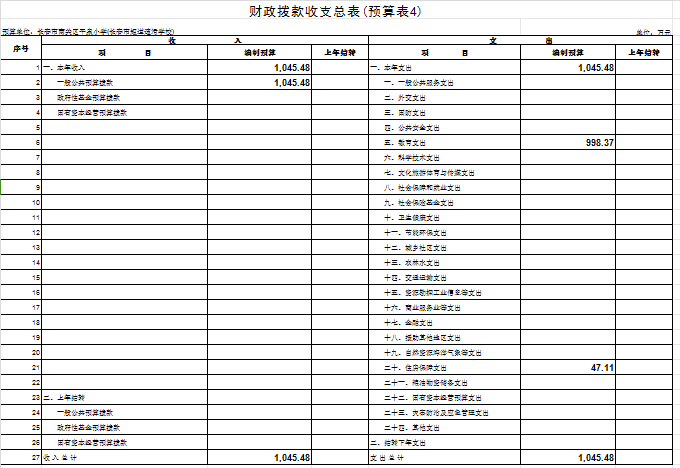 财政拨款收支总表(预算表4)
预算单位：长春市南关区平泉小学(长春市 单位：万元
序号 收 入 支 出
项 目 编制预算 上年结转 项 目 编制预算 上年结转
1 一、本年收入 1,045.48 一、本年支出 1,045.48
2 一般公共预算拨款 1,045.48 一、一般公共服务支出
3 政府性基金预算拨款 二、外交支出
4 国有资本经营预算拨款 三、国防支出
5 四、公共安全支出
6 五、教育支出 998.37
7 六、科学技术支出
8 七、文化旅游体育与传媒支出
9 八、社会保障和就业支出
10 九、社会保险基金支出
11 十、卫生健康支出
12 十一、节能环保支出
13 十二、城乡社区支出
14 十三、农林水支出
15 十四、交通运输支出
16 十五、资源勘探工业信息等支出
17 十六、商业服务业等支出
18 十七、金融支出
19 十八、援助其他地区支出
20 十九、自然资源海洋气象等支出
21 二十、住房保障支出 47.11
22 二十一、粮油物资储备支出
23 二、上年结转 二十二、国有资本经营预算支出
24 一般公共预算拨款 二十三、灾害防治及应急管理支出
25 政府性基金预算拨款 二十四、其他支出
26 国有资本经营预算拨款 二、结转下年支出
27 收 入 总 计 1,045.48 支 出 总 计 1,045.48